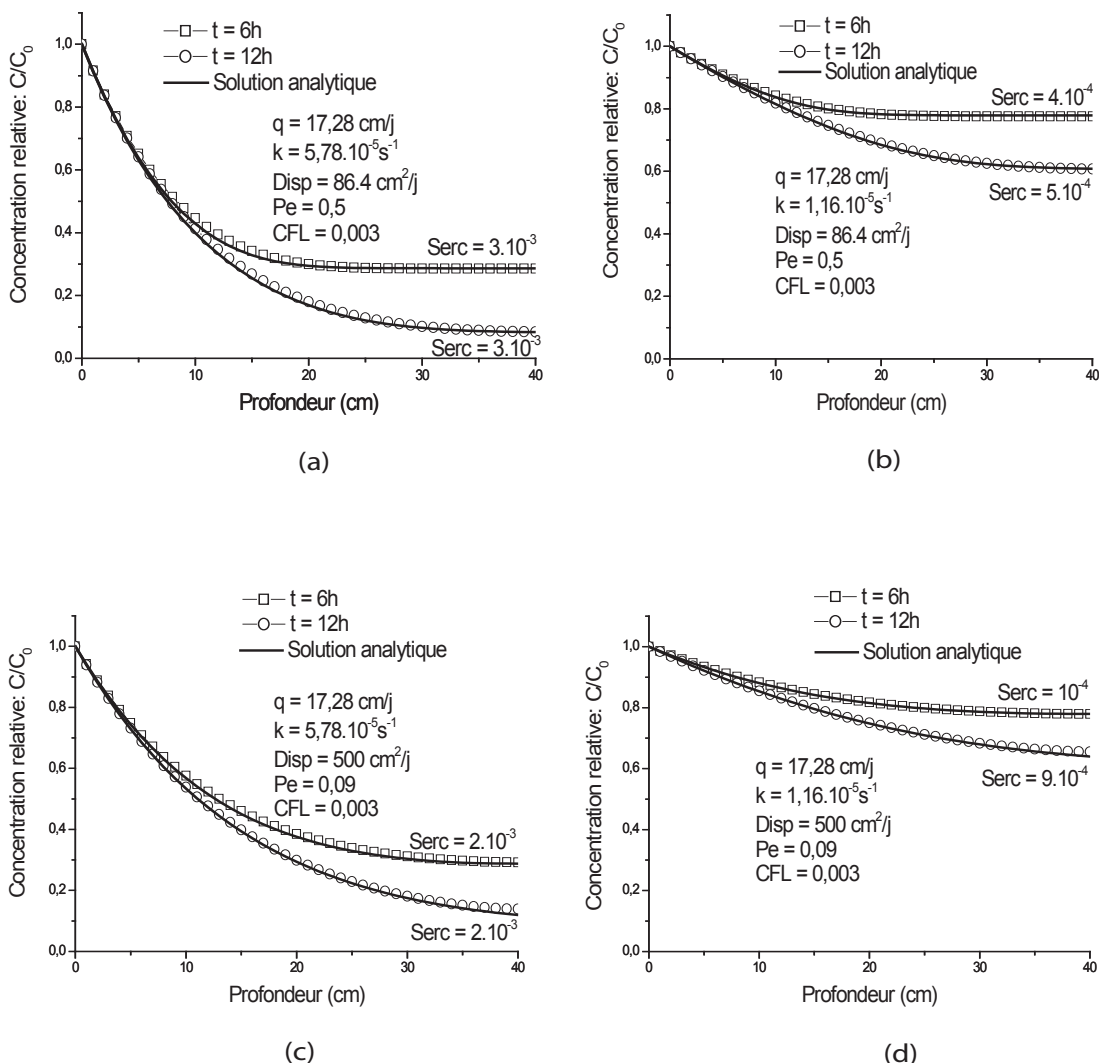 t = 6h
t = 12h
Solution analytique
Concentration relative: C/C₀
1,0
0,8
0,6
0,4
0,2
0,0
q = 17,28 cm/j
k = 5,78.10⁻⁵s⁻¹
Disp = 86.4 cm²/j
Pe = 0,5
CFL = 0,003
Serc = 3.10⁻³
Serc = 3.10⁻³
0 10 20 30 40
Profondeur (cm)
(a)
t = 6h
t = 12h
Solution analytique
Concentration relative: C/C₀
1,0
0,8
0,6
0,4
0,2
0,0
Serc = 4.10⁻⁴
Serc = 5.10⁻⁴
q = 17,28 cm/j
k = 1,16.10⁻⁵s⁻¹
Disp = 86.4 cm²/j
Pe = 0,5
CFL = 0,003
0 10 20 30 40
Profondeur (cm)
(b)
t = 6h
t = 12h
Solution analytique
Concentration relative: C/C₀
1,0
0,8
0,6
0,4
0,2
0,0
q = 17,28 cm/j
k = 5,78.10⁻⁵s⁻¹
Disp = 500 cm²/j
Pe = 0,09
CFL = 0,003
Serc = 2.10⁻³
Serc = 2.10⁻³
0 10 20 30 40
Profondeur (cm)
(c)
t = 6h
t = 12h
Solution analytique
Concentration relative: C/C₀
1,0
0,8
0,6
0,4
0,2
0,0
Serc = 10⁻⁴
Serc = 9.10⁻⁴
q = 17,28 cm/j
k = 1,16.10⁻⁵s⁻¹
Disp = 500 cm²/j
Pe = 0,09
CFL = 0,003
0 10 20 30 40
Profondeur (cm)
(d)